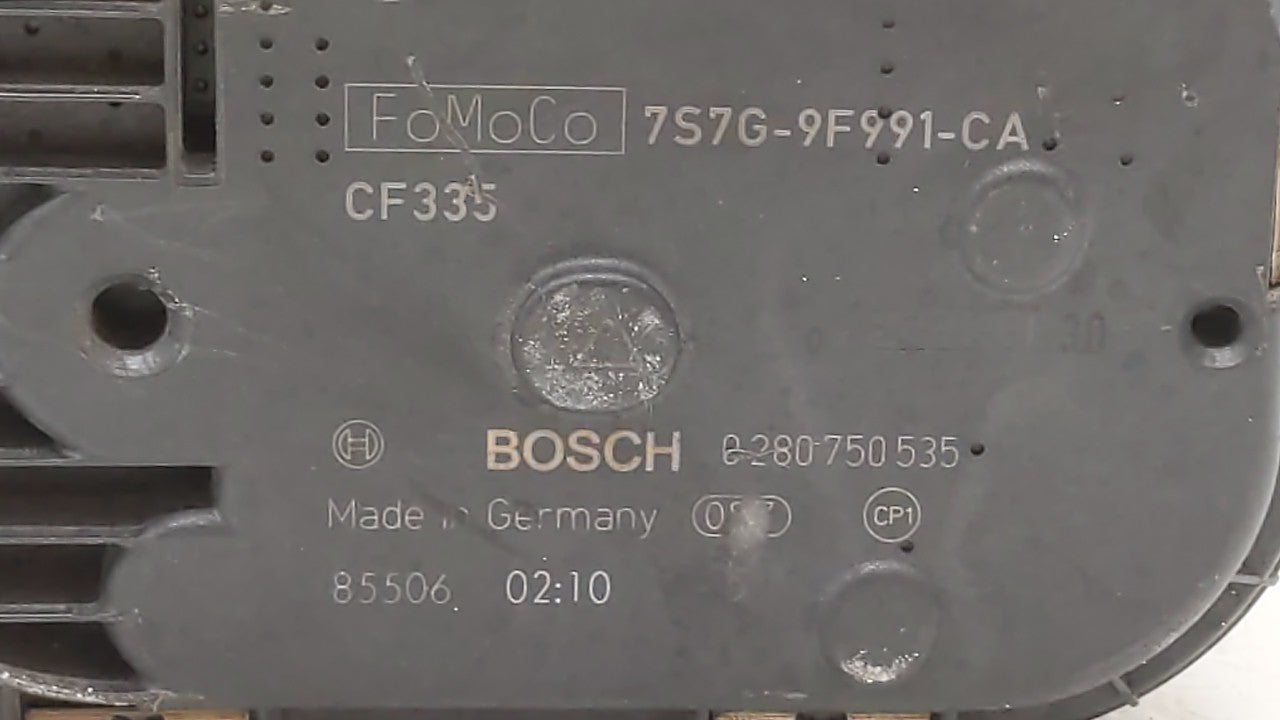 FoMoCo 7S7G-9F991-CA
CF335
BOSCH 0 280 750 535
Made in Germany CP1
85506 02:10